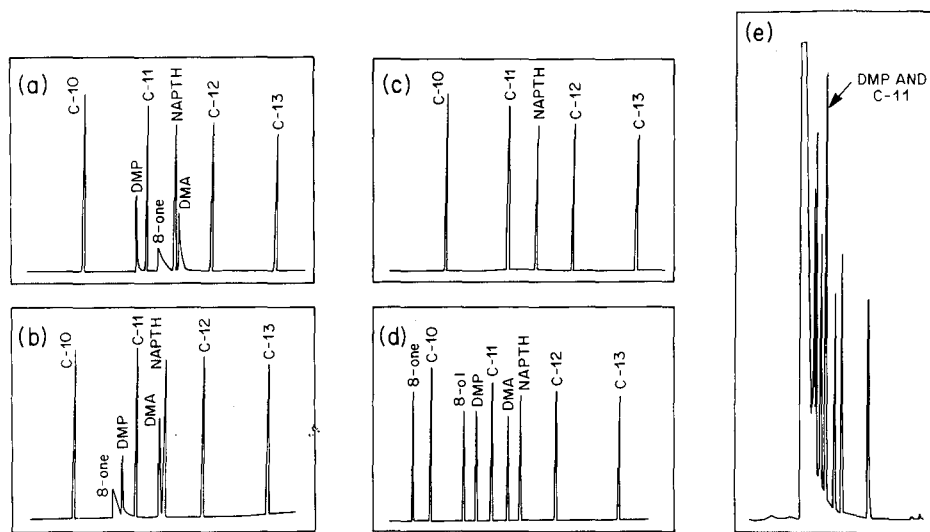 (a)
C-10
DMP
C-11
8-one
NAPTH
DMA
C-12
C-13
(b)
C-10
8-one
DMP
C-11
DMA
NAPTH
C-12
C-13
(c)
C-10
C-11
NAPTH
C-12
C-13
(d)
8-one
C-10
8-ol
DMP
C-11
DMA
NAPTH
C-12
C-13
(e)
DMP AND
C-11